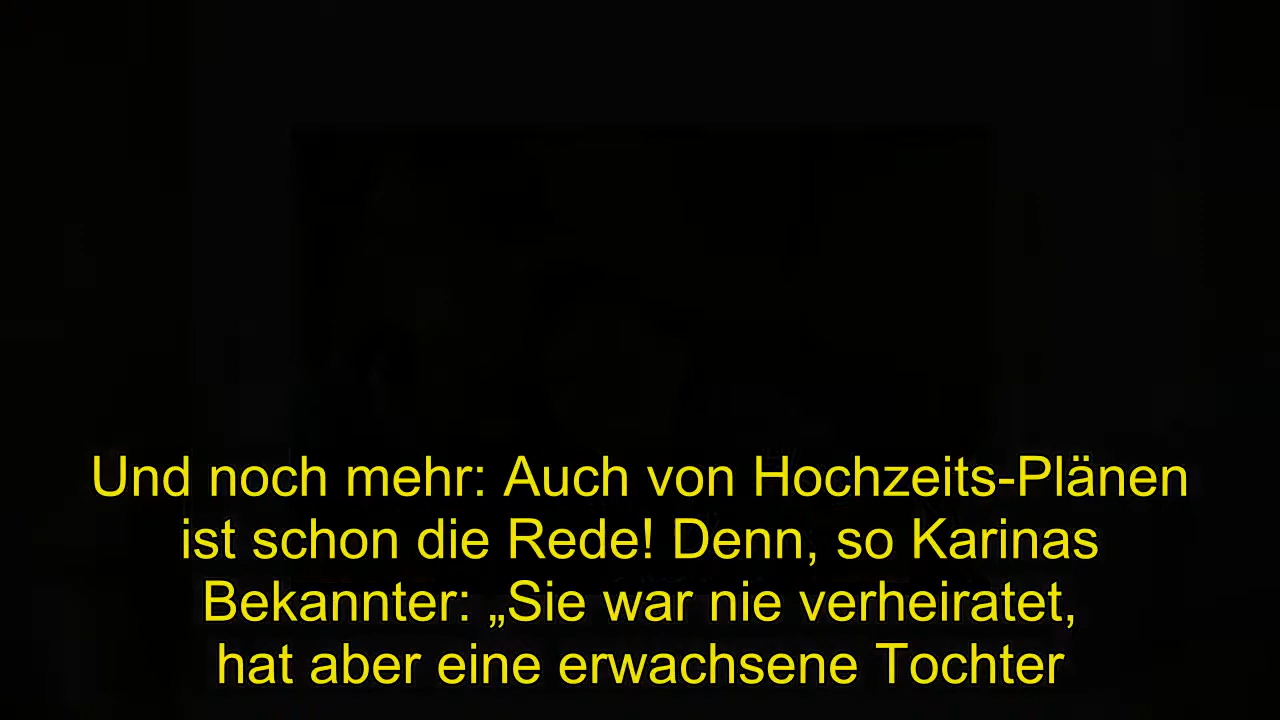 Und noch mehr: Auch von Hochzeits-Plänen
ist schon die Rede! Denn, so Karinas
Bekannter: „Sie war nie verheiratet,
hat aber eine erwachsene Tochter